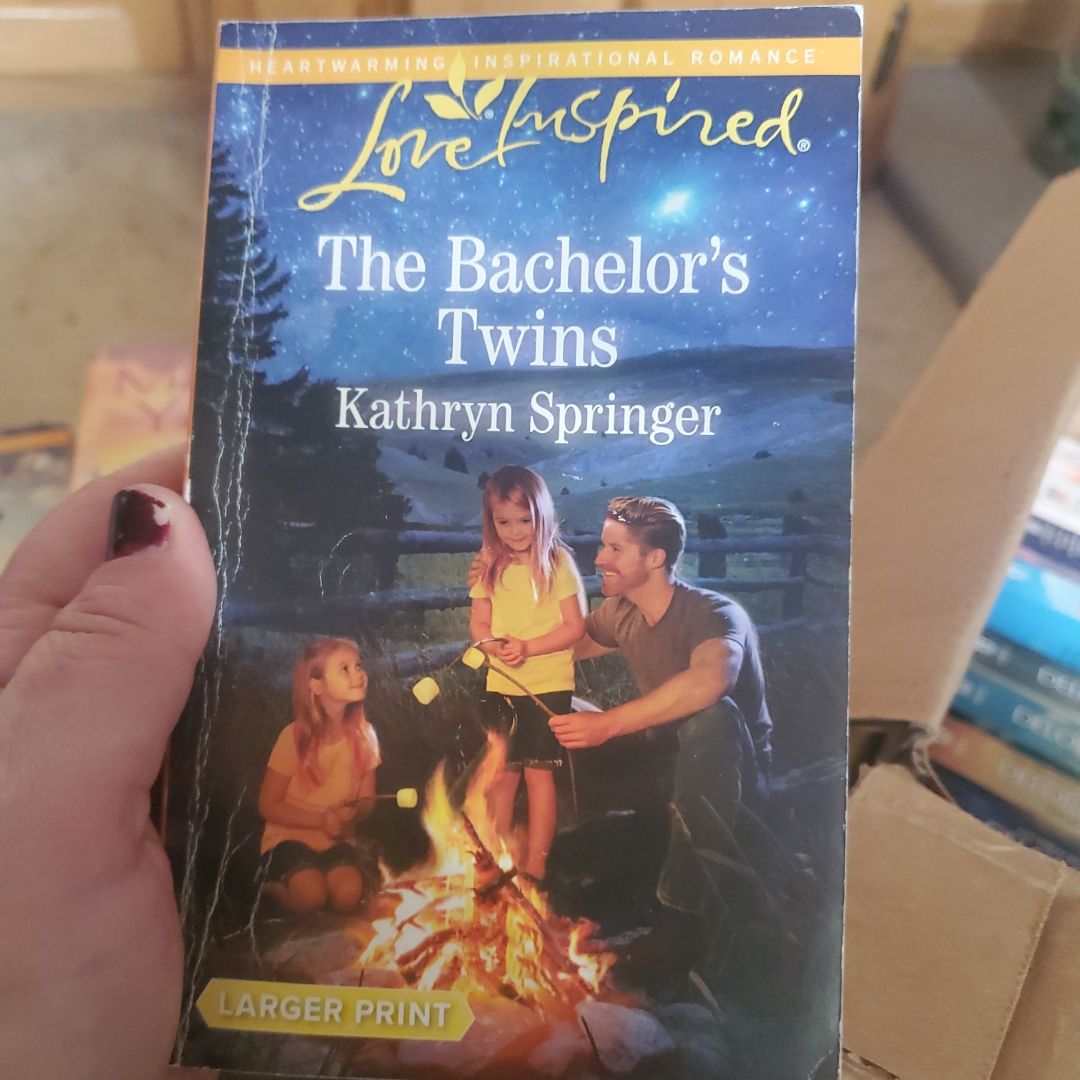 HEARTWARMING INSPIRATIONAL ROMANCE
Love Inspired®
The Bachelor's
Twins
Kathryn Springer
LARGER PRINT